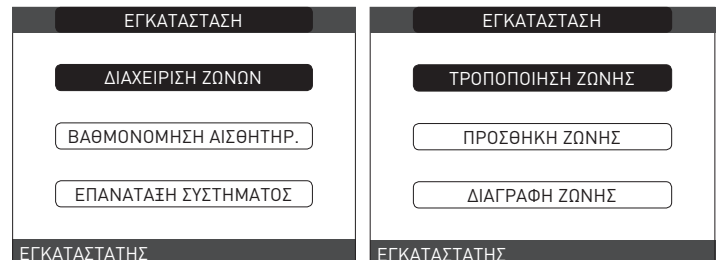 ΕΓΚΑΤΑΣΤΑΣΗ
ΔΙΑΧΕΙΡΙΣΗ ΖΩΝΩΝ
ΒΑΘΜΟΝΟΜΗΣΗ ΑΙΣΘΗΤΗΡ.
ΕΠΑΝΑΤΑΞΗ ΣΥΣΤΗΜΑΤΟΣ
ΕΓΚΑΤΑΣΤΑΤΗΣ
ΕΓΚΑΤΑΣΤΑΣΗ
ΤΡΟΠΟΠΟΙΗΣΗ ΖΩΝΗΣ
ΠΡΟΣΘΗΚΗ ΖΩΝΗΣ
ΔΙΑΓΡΑΦΗ ΖΩΝΗΣ
ΕΓΚΑΤΑΣΤΑΤΗΣ